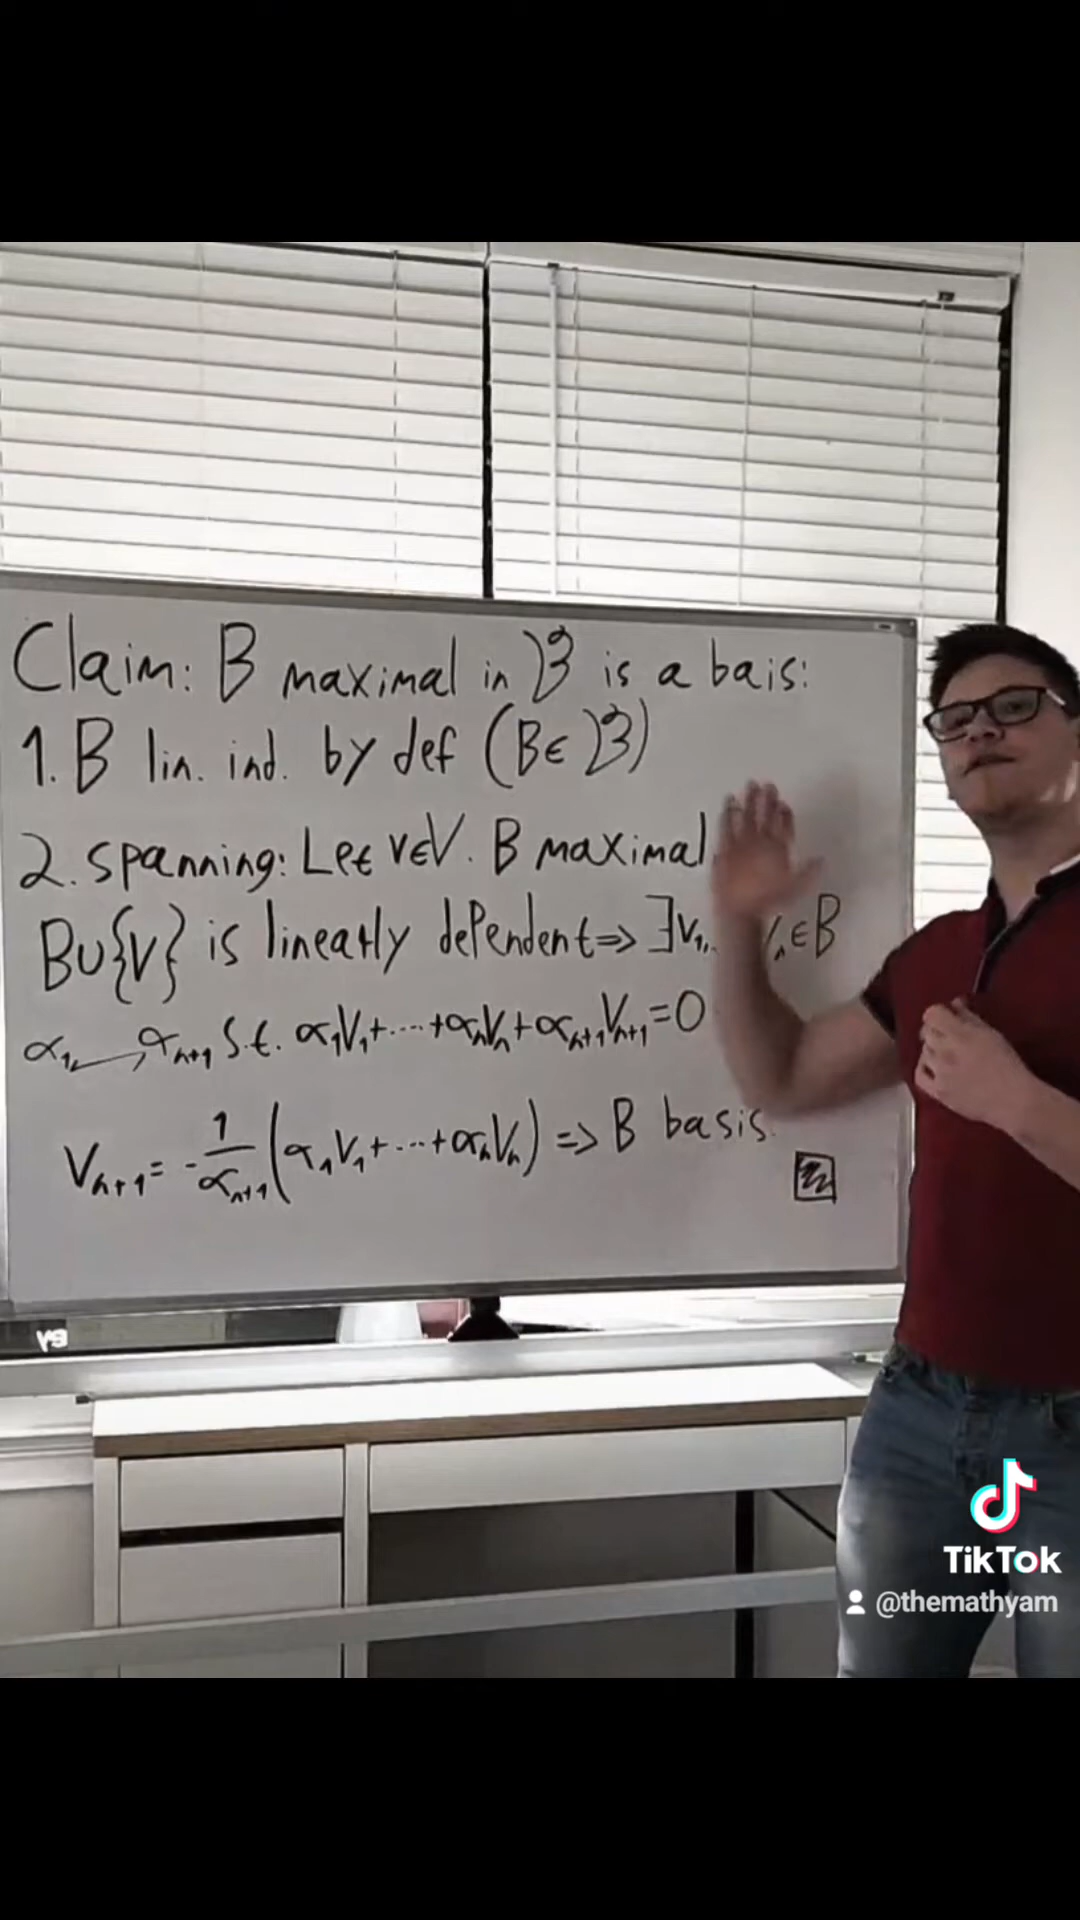 Claim: B maximal in 𝔅 is a bais:
1. B lin. ind. by def (B∈𝔅)
2. Spanning: Let v∈V. B maximal
B∪{v} is linearly dependent ⇒ ∃v₁, ∈B
α₁, αₙ₊₁ s.t. α₁V₁+....+αₙVₙ+αₙ₊₁Vₙ₊₁=0
Vₙ₊₁= -1/αₙ₊₁(α₁V₁+...+αₙVₙ) => B basis.
TikTok
@themathyam